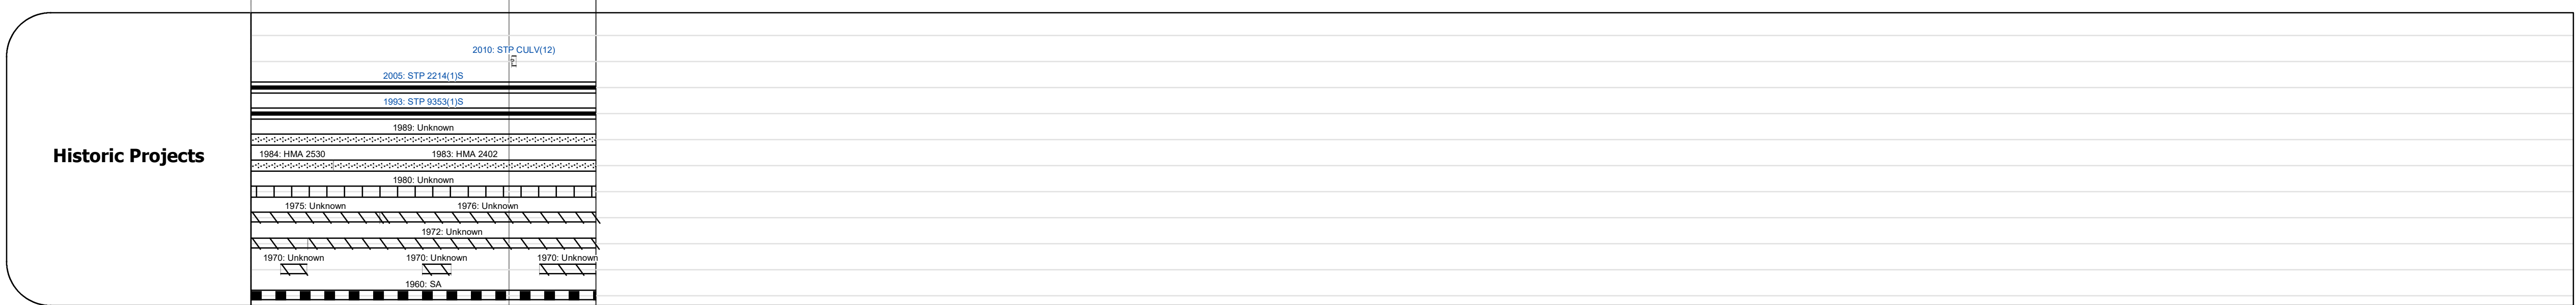 2010: STP CULV(12)
2005: STP 2214(1)S
1993: STP 9353(1)S
1989: Unknown
Historic Projects
1984: HMA 2530 1983: HMA 2402
1980: Unknown
1975: Unknown 1976: Unknown
1972: Unknown
1970: Unknown 1970: Unknown 1970: Unknown
1960: SA